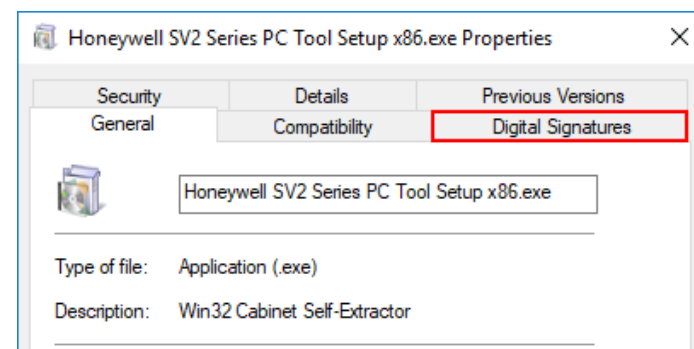 Honeywell SV2 Series PC Tool Setup x86.exe Properties
Security Details Previous Versions
General Compatibility Digital Signatures
Honeywell SV2 Series PC Tool Setup x86.exe
Type of file: Application (.exe)
Description: Win32 Cabinet Self-Extractor